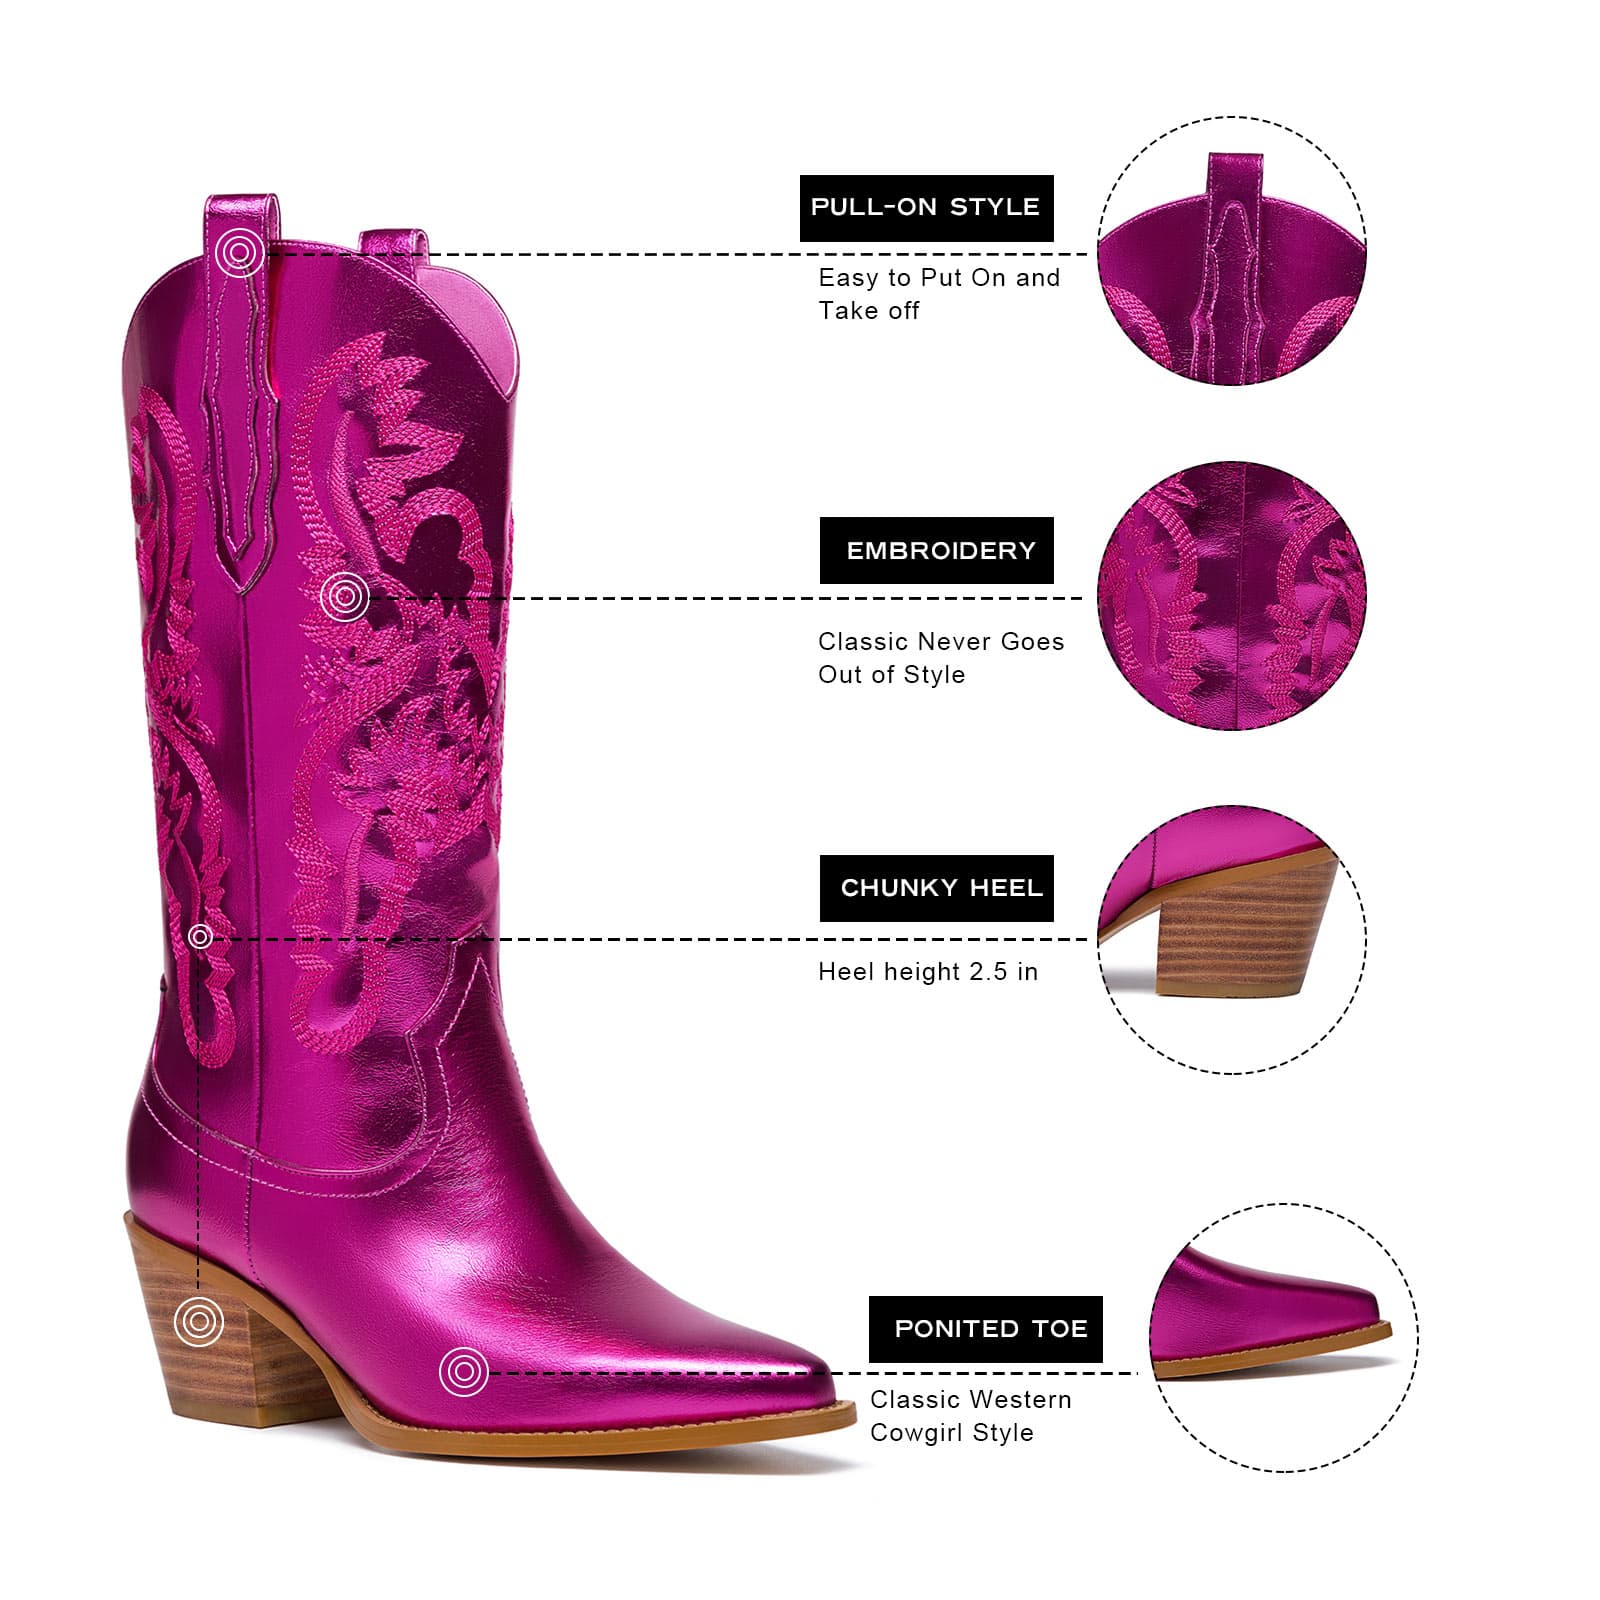 PULL-ON STYLE
Easy to Put On and
Take off
EMBROIDERY
Classic Never Goes
Out of Style
CHUNKY HEEL
Heel height 2.5 in
PONITED TOE
Classic Western
Cowgirl Style